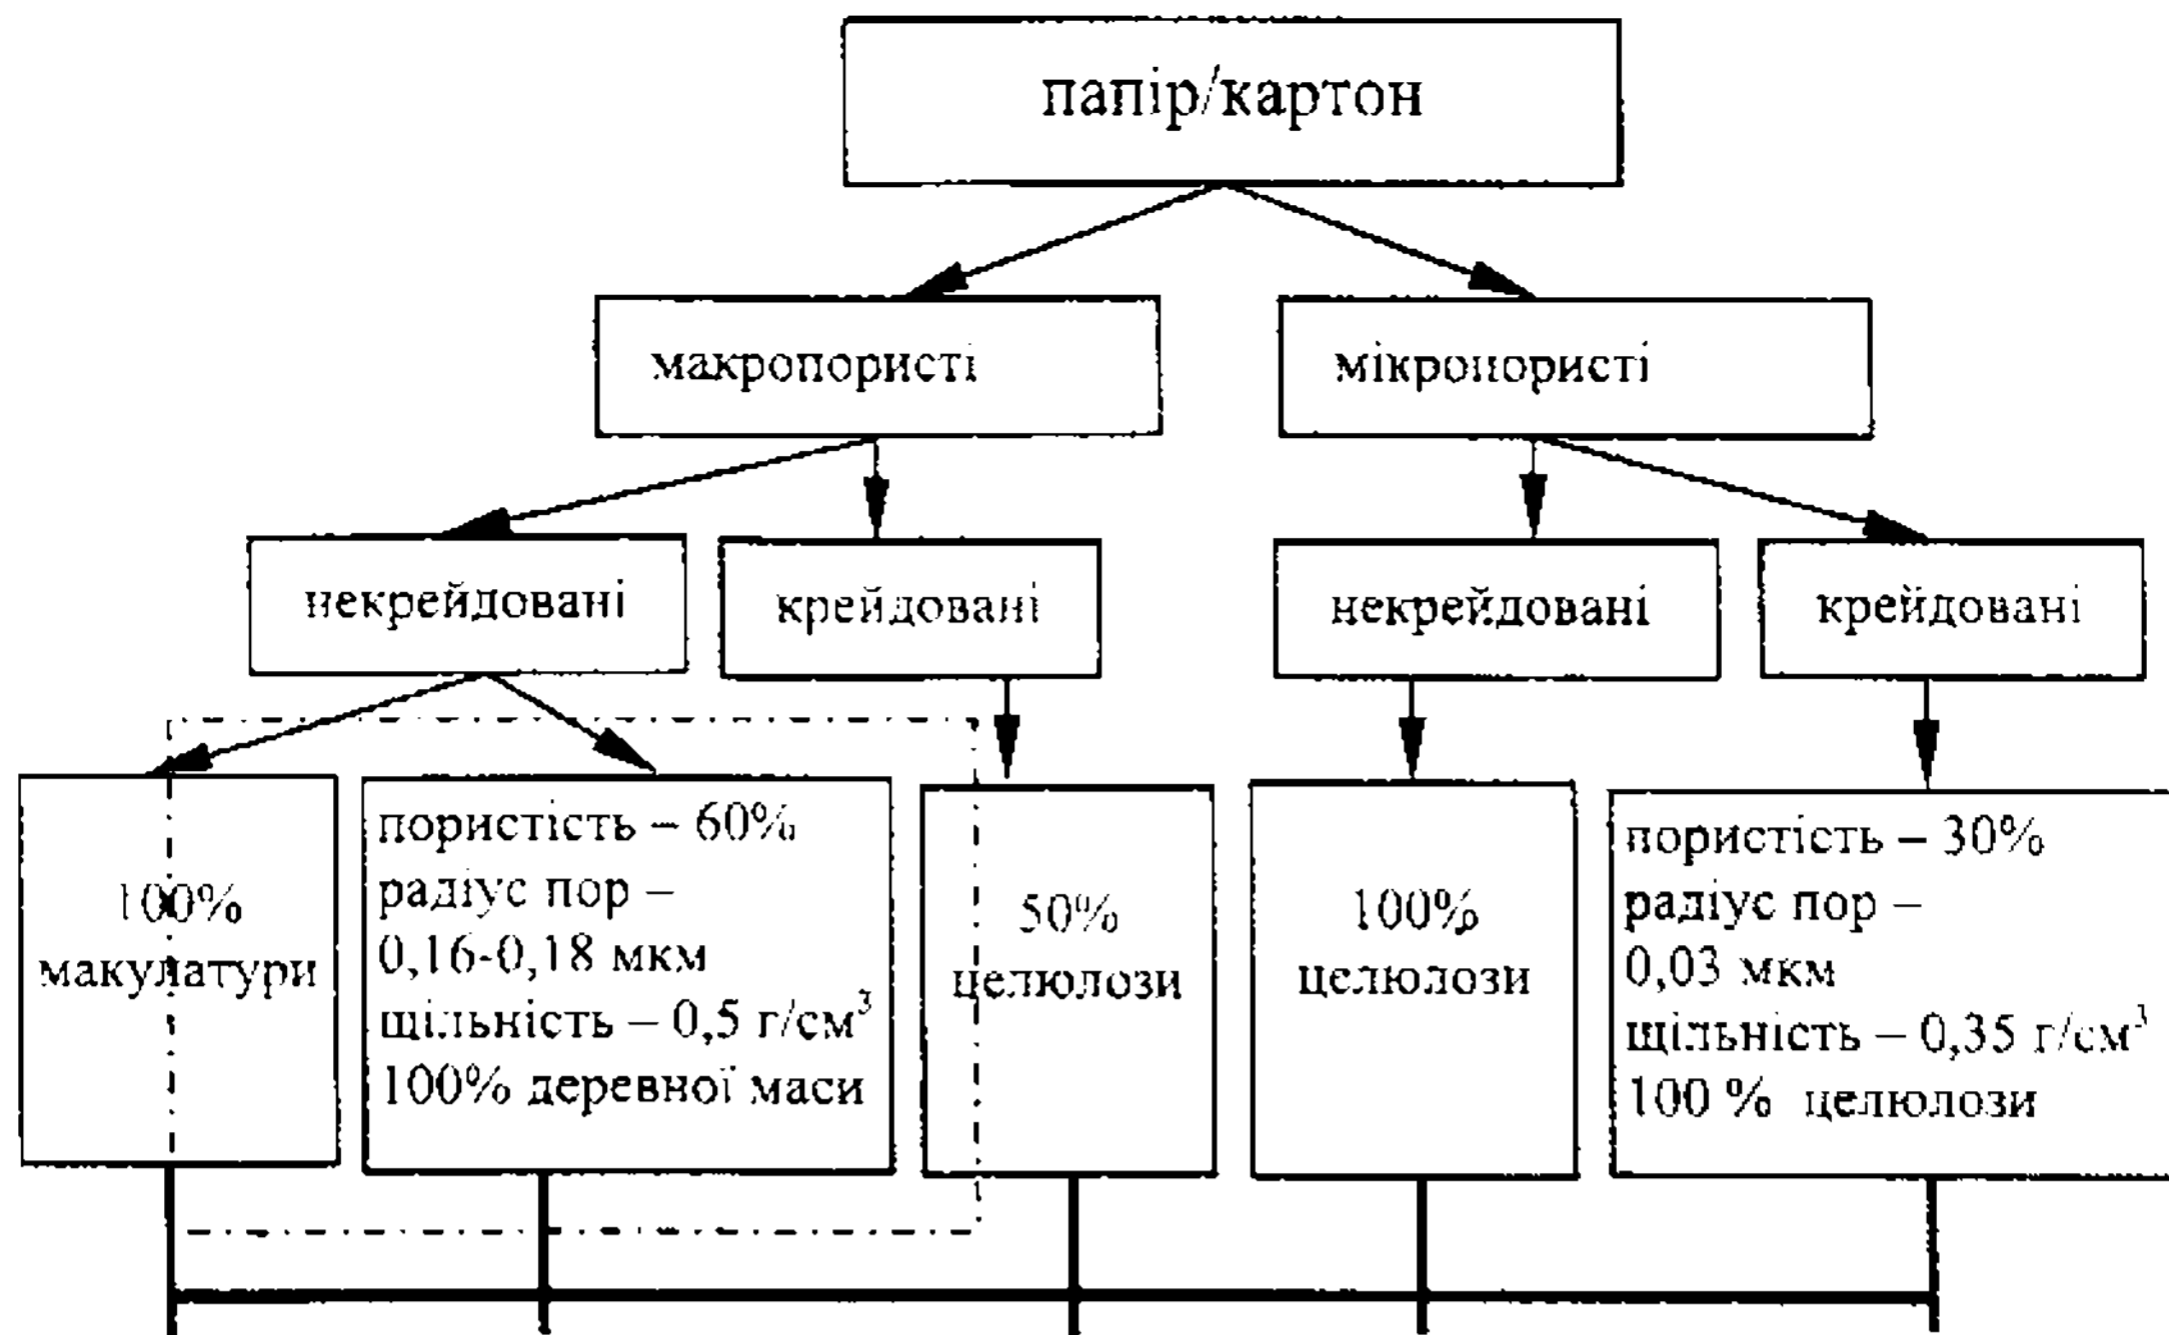 папір/картон
макропористі
мікропористі
некрейдовані
крейдовані
некрейдовані
крейдовані
100%
макулатури
пористість – 60%
радіус пор –
0,16-0,18 мкм
щільність – 0,5 г/см³
100% деревної маси
50%
целюлози
100%
целюлози
пористість – 30%
радіус пор –
0,03 мкм
щільність – 0,35 г/см³
100 % целюлози